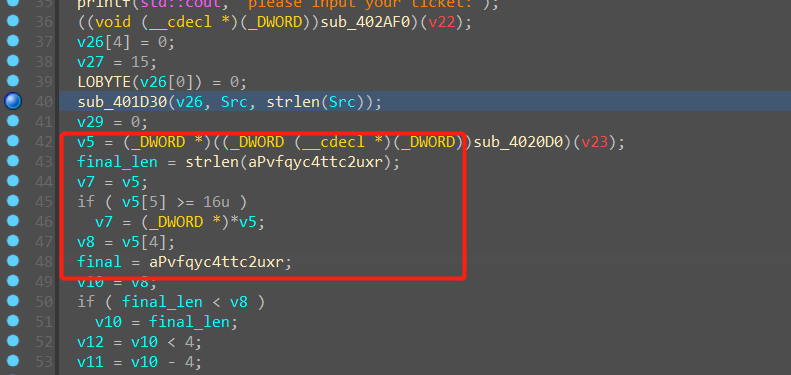 35 printf(std::cout, "please input your ticket:");
36 ((void (__cdecl *)(_DWORD))sub_402AF0)(v22);
37 v26[4] = 0;
38 v27 = 15;
39 LOBYTE(v26[0]) = 0;
40 sub_401D30(v26, Src, strlen(Src));
41 v29 = 0;
42 v5 = (_DWORD *)((_DWORD (__cdecl *)(_DWORD))sub_4020D0)(v23);
43 final_len = strlen(aPvfqyc4ttc2uxr);
44 v7 = v5;
45 if ( v5[5] >= 16u )
46 v7 = (_DWORD *)*v5;
47 v8 = v5[4];
48 final = aPvfqyc4ttc2uxr;
49 v10 = v8;
50 if ( final_len < v8 )
51 v10 = final_len;
52 v12 = v10 < 4;
53 v11 = v10 - 4;